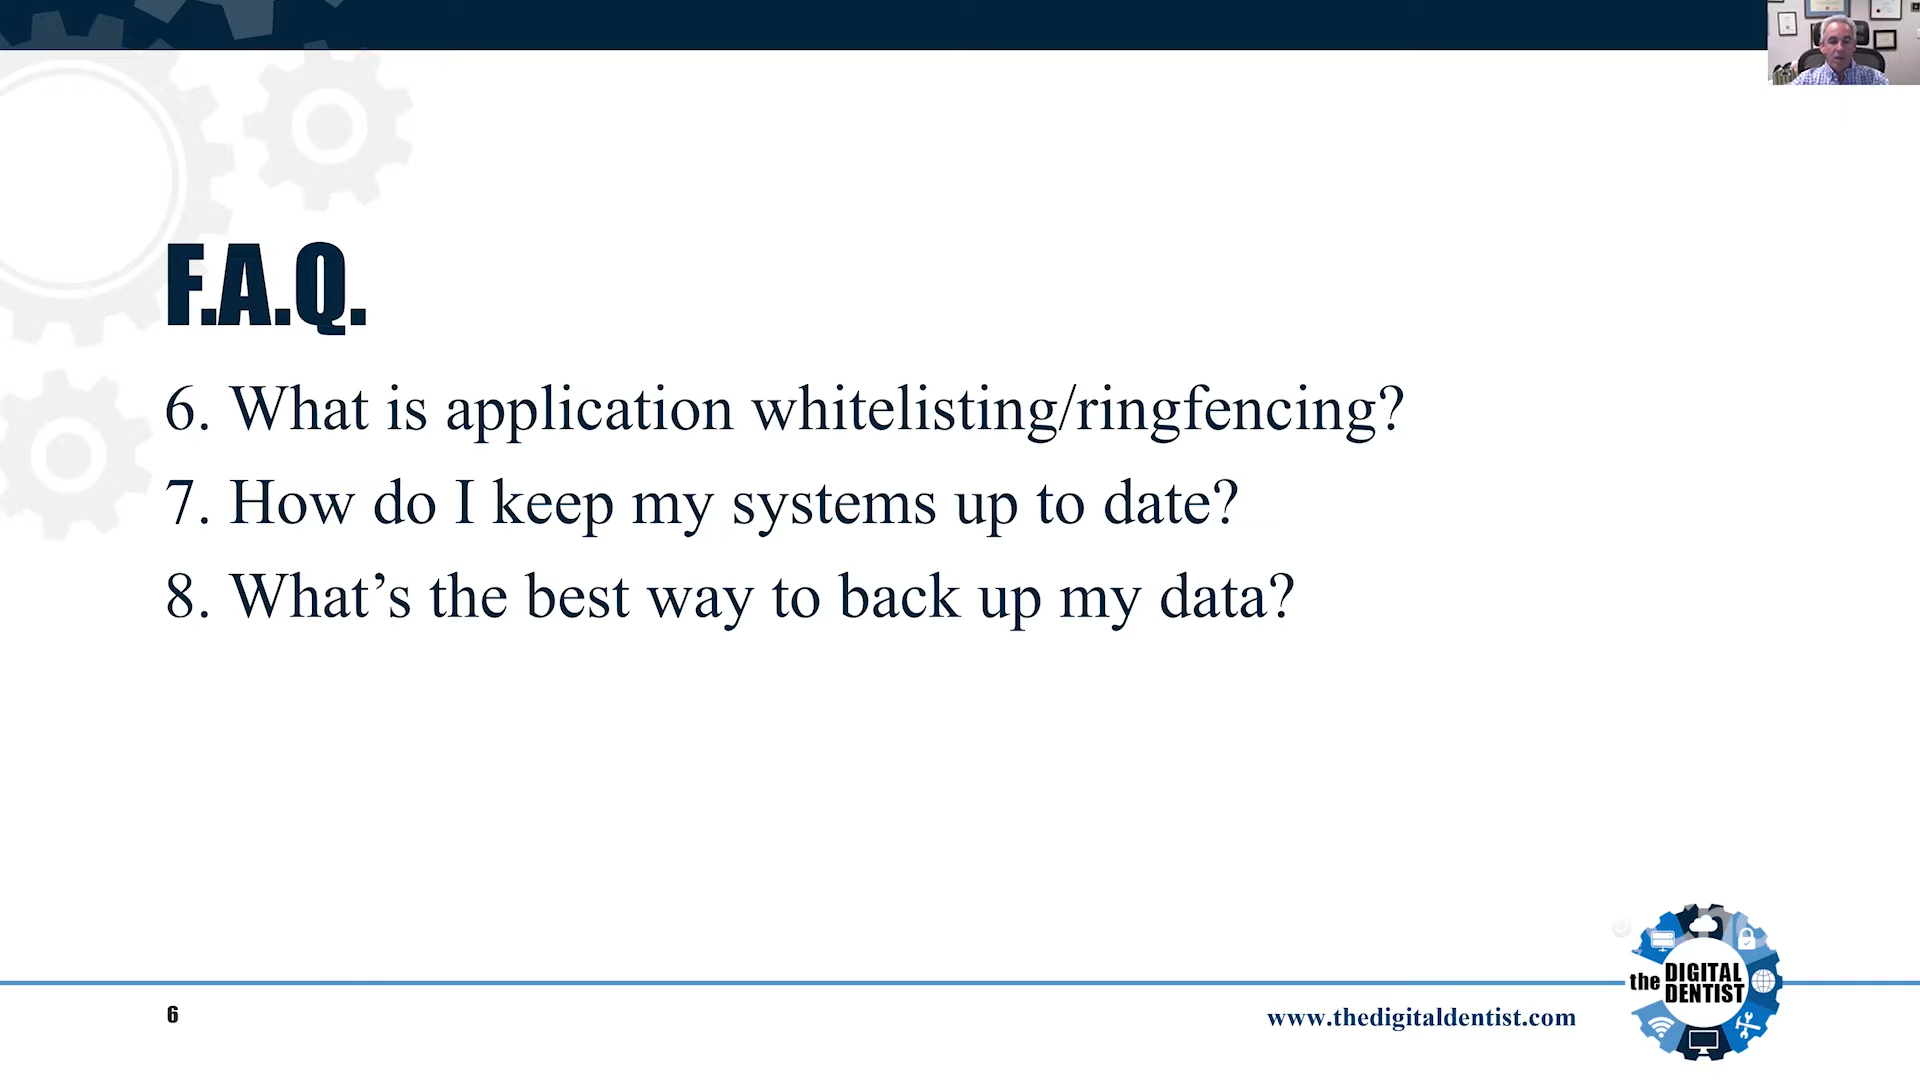 F.A.Q.
6. What is application whitelisting/ringfencing?
7. How do I keep my systems up to date?
8. What’s the best way to back up my data?
6
www.thedigitaldentist.com
the DIGITAL
DENTIST